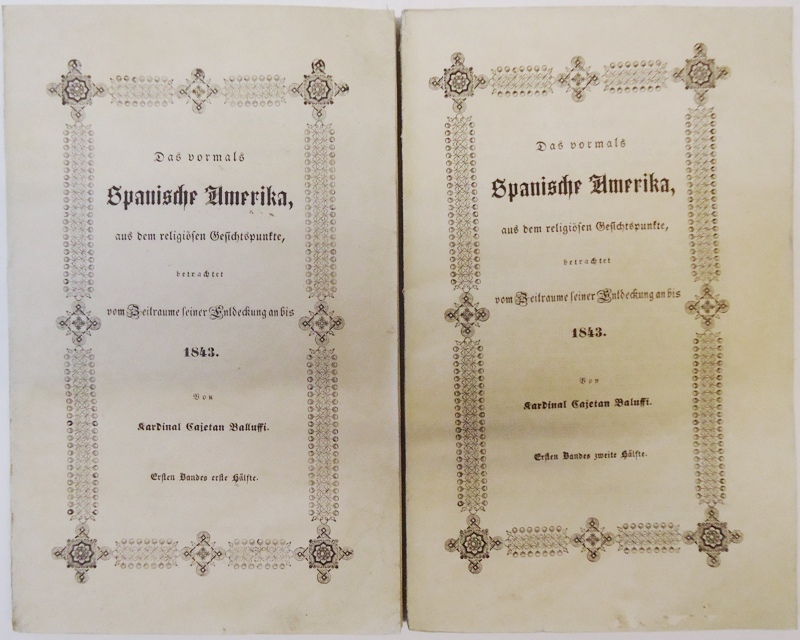 Das vormals
Spanische Amerika,
aus dem religiösen Gesichtspunkte,
betrachtet
vom Zeitraume seiner Entdeckung an bis
1843.
Von
Kardinal Cajetan Balluffi.
Ersten Bandes erste Hälfte.
Das vormals
Spanische Amerika,
aus dem religiösen Gesichtspunkte,
betrachtet
vom Zeitraume seiner Entdeckung an bis
1843.
Von
Kardinal Cajetan Baluffi.
Ersten Bandes zweite Hälfte.